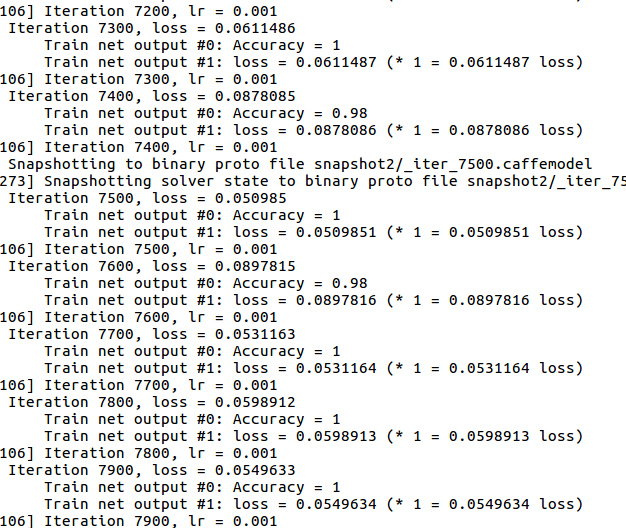 106] Iteration 7200, lr = 0.001
Iteration 7300, loss = 0.0611486
Train net output #0: Accuracy = 1
Train net output #1: loss = 0.0611487 (* 1 = 0.0611487 loss)
106] Iteration 7300, lr = 0.001
Iteration 7400, loss = 0.0878085
Train net output #0: Accuracy = 0.98
Train net output #1: loss = 0.0878086 (* 1 = 0.0878086 loss)
106] Iteration 7400, lr = 0.001
Snapshotting to binary proto file snapshot2/_iter_7500.caffemodel
273] Snapshotting solver state to binary proto file snapshot2/_iter_75
Iteration 7500, loss = 0.050985
Train net output #0: Accuracy = 1
Train net output #1: loss = 0.0509851 (* 1 = 0.0509851 loss)
106] Iteration 7500, lr = 0.001
Iteration 7600, loss = 0.0897815
Train net output #0: Accuracy = 0.98
Train net output #1: loss = 0.0897816 (* 1 = 0.0897816 loss)
106] Iteration 7600, lr = 0.001
Iteration 7700, loss = 0.0531163
Train net output #0: Accuracy = 1
Train net output #1: loss = 0.0531164 (* 1 = 0.0531164 loss)
106] Iteration 7700, lr = 0.001
Iteration 7800, loss = 0.0598912
Train net output #0: Accuracy = 1
Train net output #1: loss = 0.0598913 (* 1 = 0.0598913 loss)
106] Iteration 7800, lr = 0.001
Iteration 7900, loss = 0.0549633
Train net output #0: Accuracy = 1
Train net output #1: loss = 0.0549634 (* 1 = 0.0549634 loss)
106] Iteration 7900, lr = 0.001